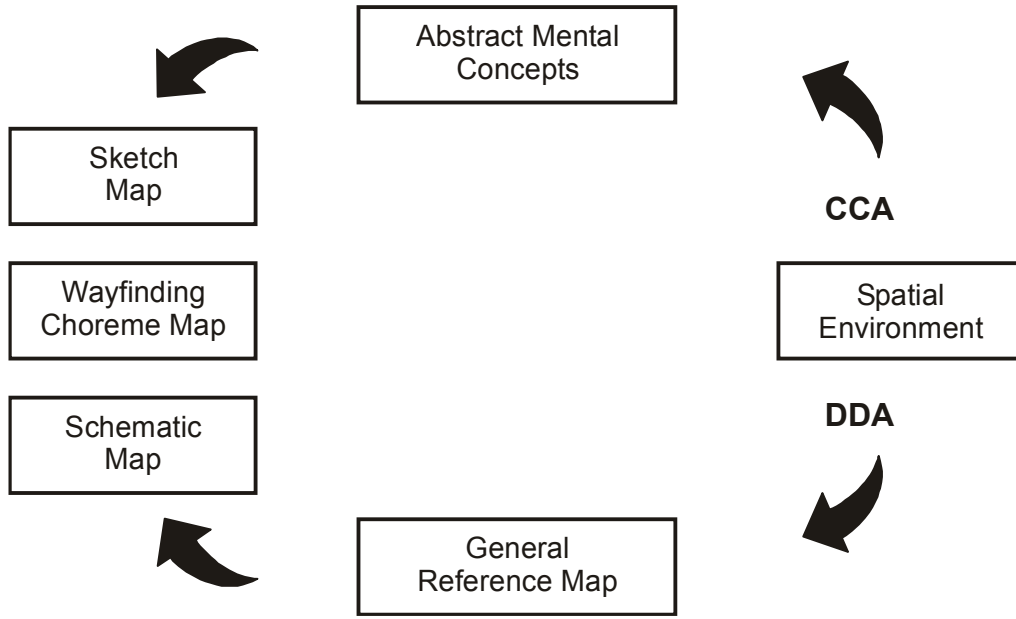 Abstract Mental
Concepts
Sketch
Map
CCA
Wayfinding
Choreme Map
Spatial
Environment
Schematic
Map
DDA
General
Reference Map